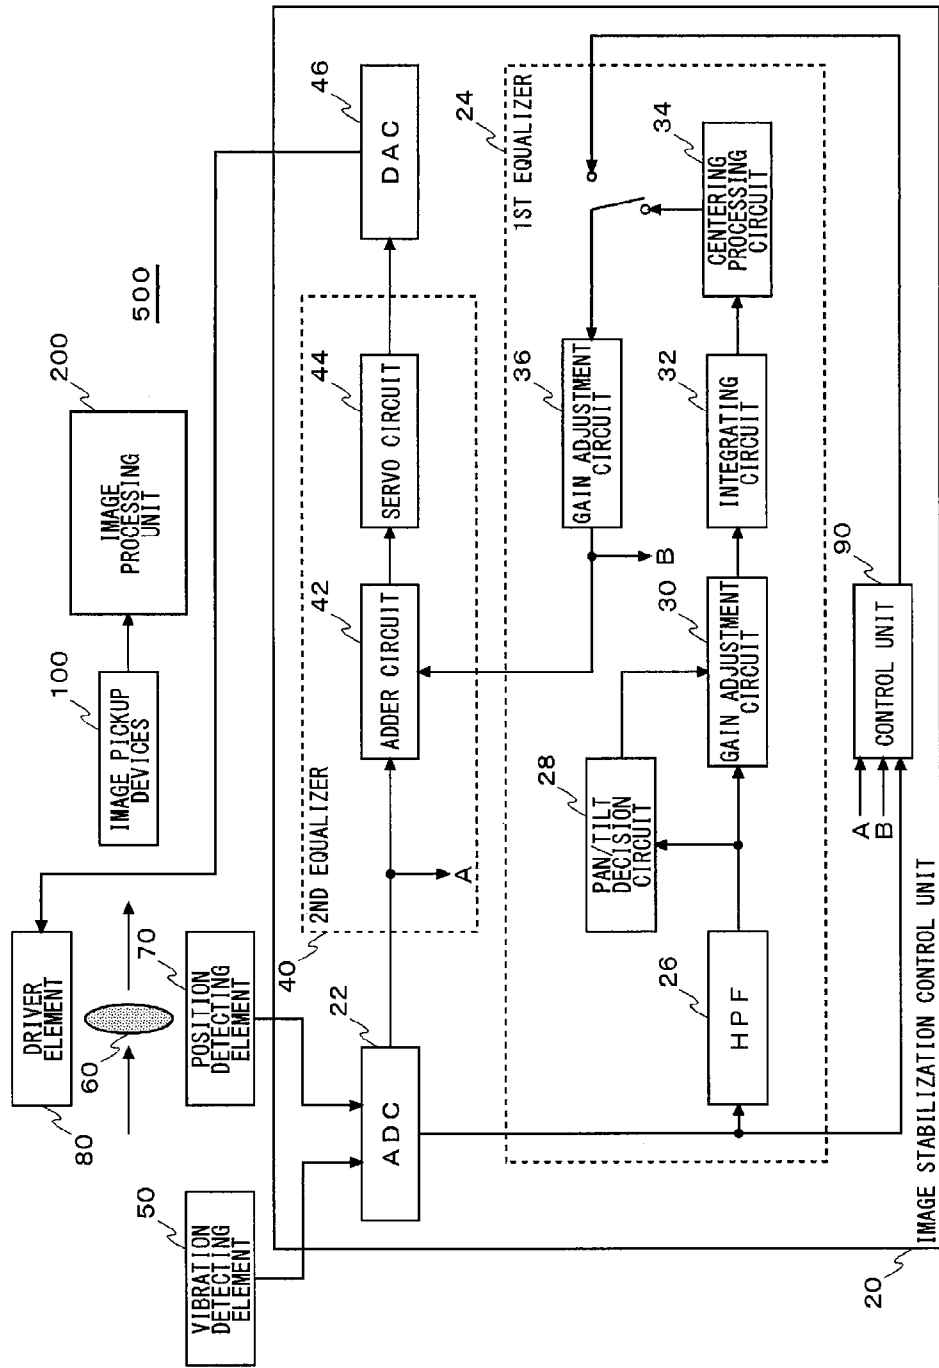 500
100
IMAGE PICKUP
DEVICES
200
IMAGE
PROCESSING
UNIT
80
DRIVER
ELEMENT
60
50
VIBRATION
DETECTING
ELEMENT
70
POSITION
DETECTING
ELEMENT
20
IMAGE STABILIZATION CONTROL UNIT
22
ADC
40
2ND EQUALIZER
A
42
ADDER CIRCUIT
44
SERVO CIRCUIT
46
DAC
24
1ST EQUALIZER
26
HPF
28
PAN/TILT
DECISION
CIRCUIT
30
GAIN ADJUSTMENT
CIRCUIT
32
INTEGRATING
CIRCUIT
34
CENTERING
PROCESSING
CIRCUIT
36
GAIN ADJUSTMENT
CIRCUIT
B
90
CONTROL UNIT
A
B